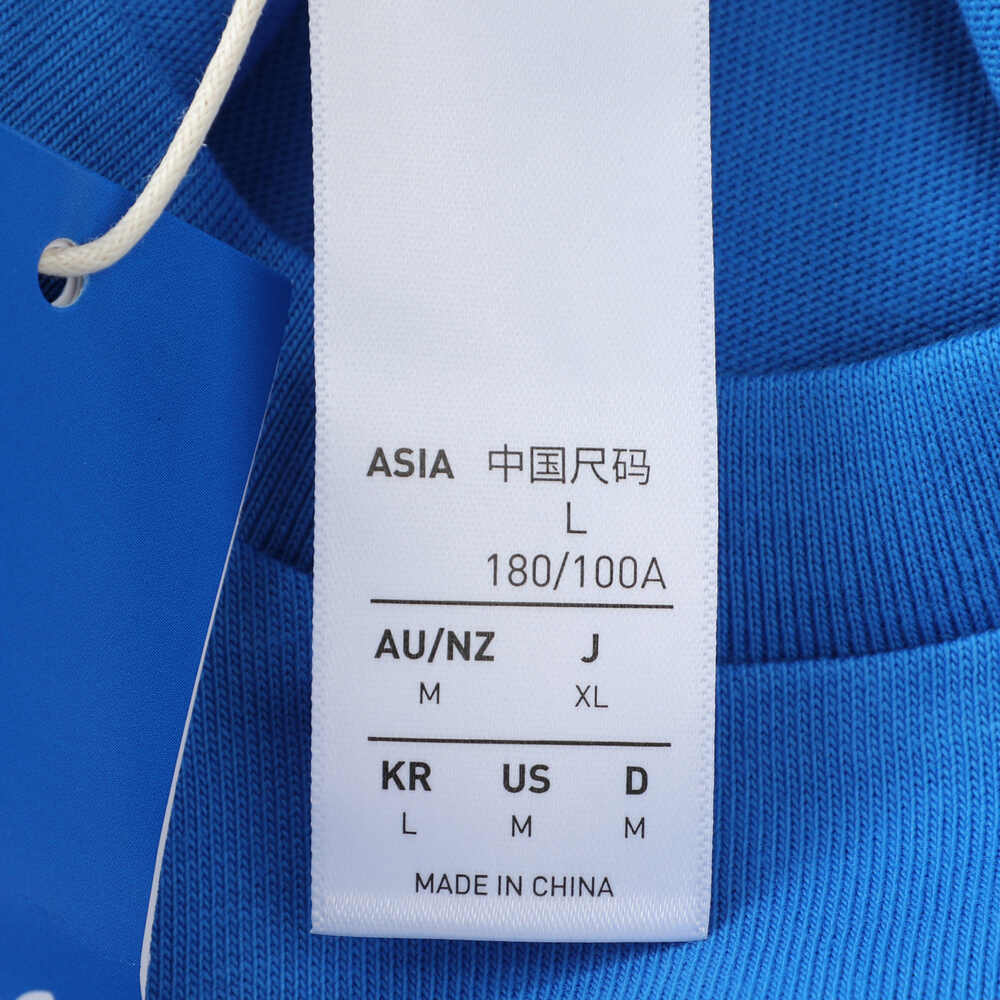 ASIA 中国尺码
L
180/100A
AU/NZ J
M XL
KR US D
L M M
MADE IN CHINA